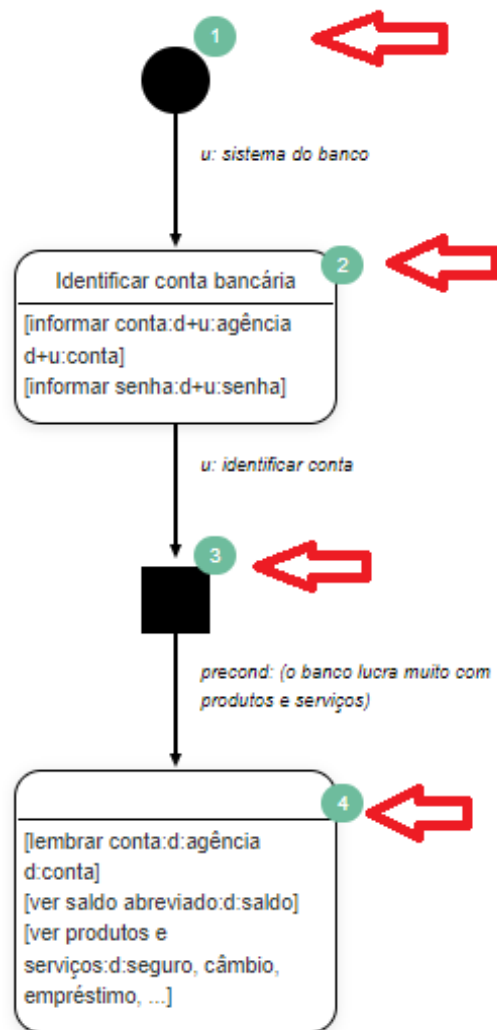 1
u: sistema do banco
2
Identificar conta bancária
[informar conta:d+u:agência
d+u:conta]
[informar senha:d+u:senha]
u: identificar conta
3
precond: (o banco lucra muito com
produtos e serviços)
4
[lembrar conta:d:agência
d:conta]
[ver saldo abreviado:d:saldo]
[ver produtos e
serviços:d:seguro, câmbio,
empréstimo, ...]